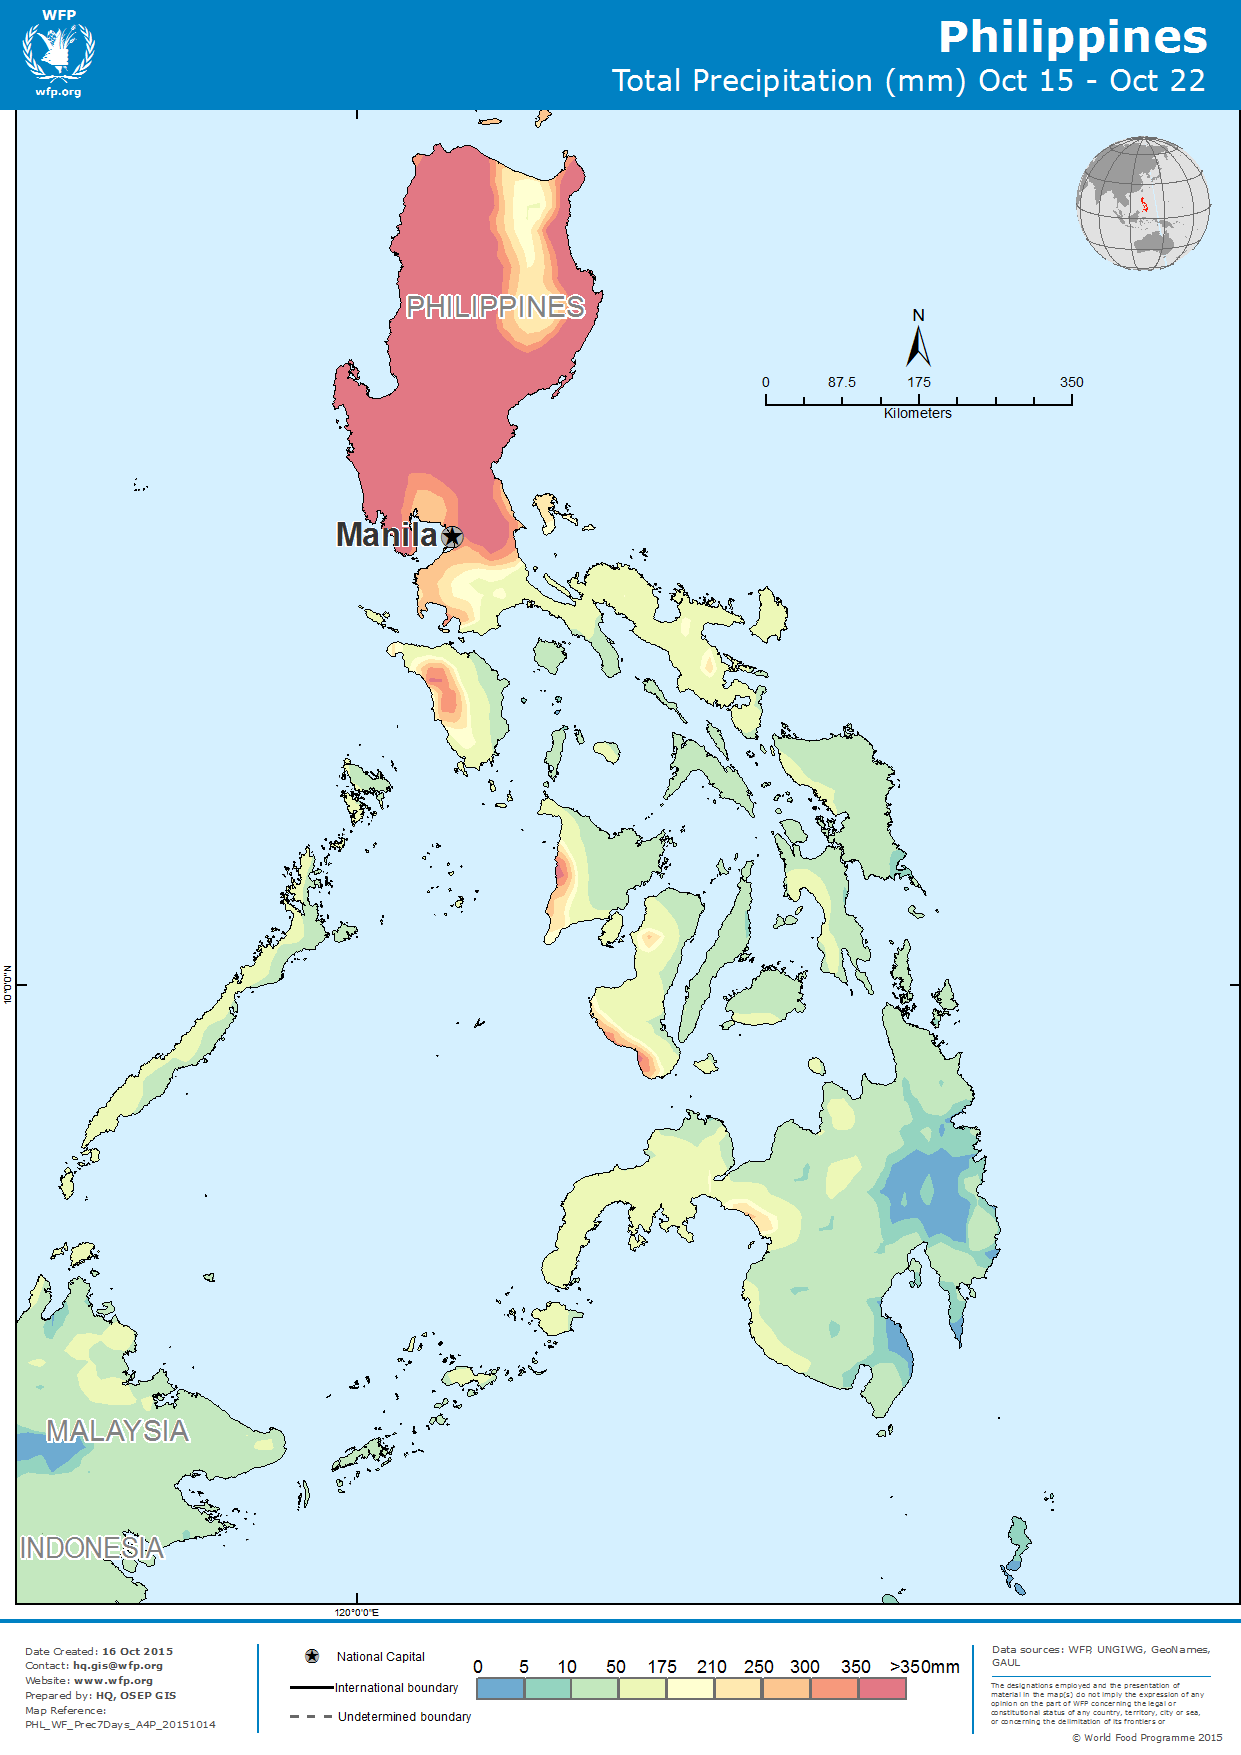 WFP
wfp.org
Philippines
Total Precipitation (mm) Oct 15 - Oct 22
PHILIPPINES
N
0 87.5 175 350
Kilometers
Manila
10°0'0"N
MALAYSIA
INDONESIA
120°0'0"E
Date Created: 16 Oct 2015
Contact: hq.gis@wfp.org
Website: www.wfp.org
Prepared by: HQ, OSEP GIS
Map Reference:
PHL_WF_Prec7Days_A4P_20151014
National Capital
International boundary
Undetermined boundary
0 5 10 50 175 210 250 300 350 >350mm
Data sources: WFP, UNGIWG, GeoNames,
GAUL
The designations employed and the presentation of
material in the map(s) do not imply the expression of any
opinion on the part of WFP concerning the legal or
constitutional status of any country, territory, city or sea,
or concerning the delimitation of its frontiers or
© World Food Programme 2015